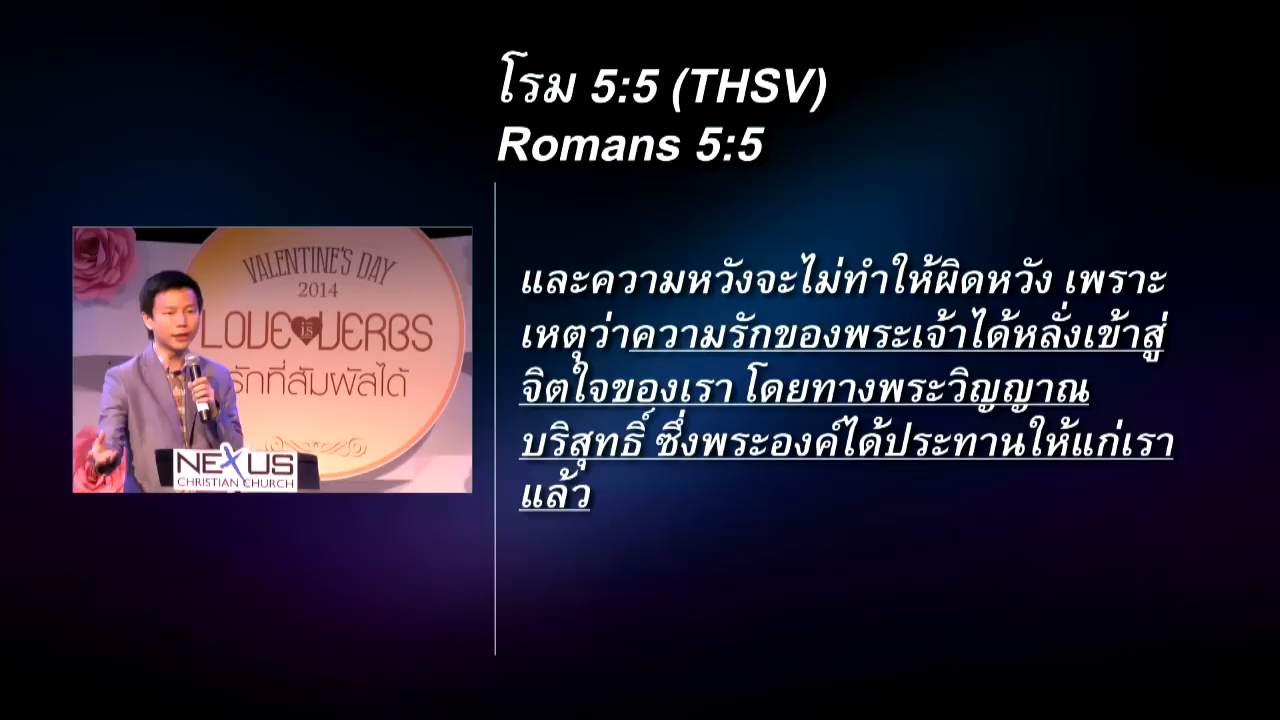 โรม 5:5 (THSV)
Romans 5:5
และความหวังจะไม่ทำให้ผิดหวัง เพราะ
เหตุว่าความรักของพระเจ้าได้หลั่งเข้าสู่
จิตใจของเรา โดยทางพระวิญญาณ
บริสุทธิ์ ซึ่งพระองค์ได้ประทานให้แก่เรา
แล้ว
VALENTINE'S DAY
2014
LOVE is VERBS
รักที่สัมผัสได้
NEXUS
CHRISTIAN CHURCH